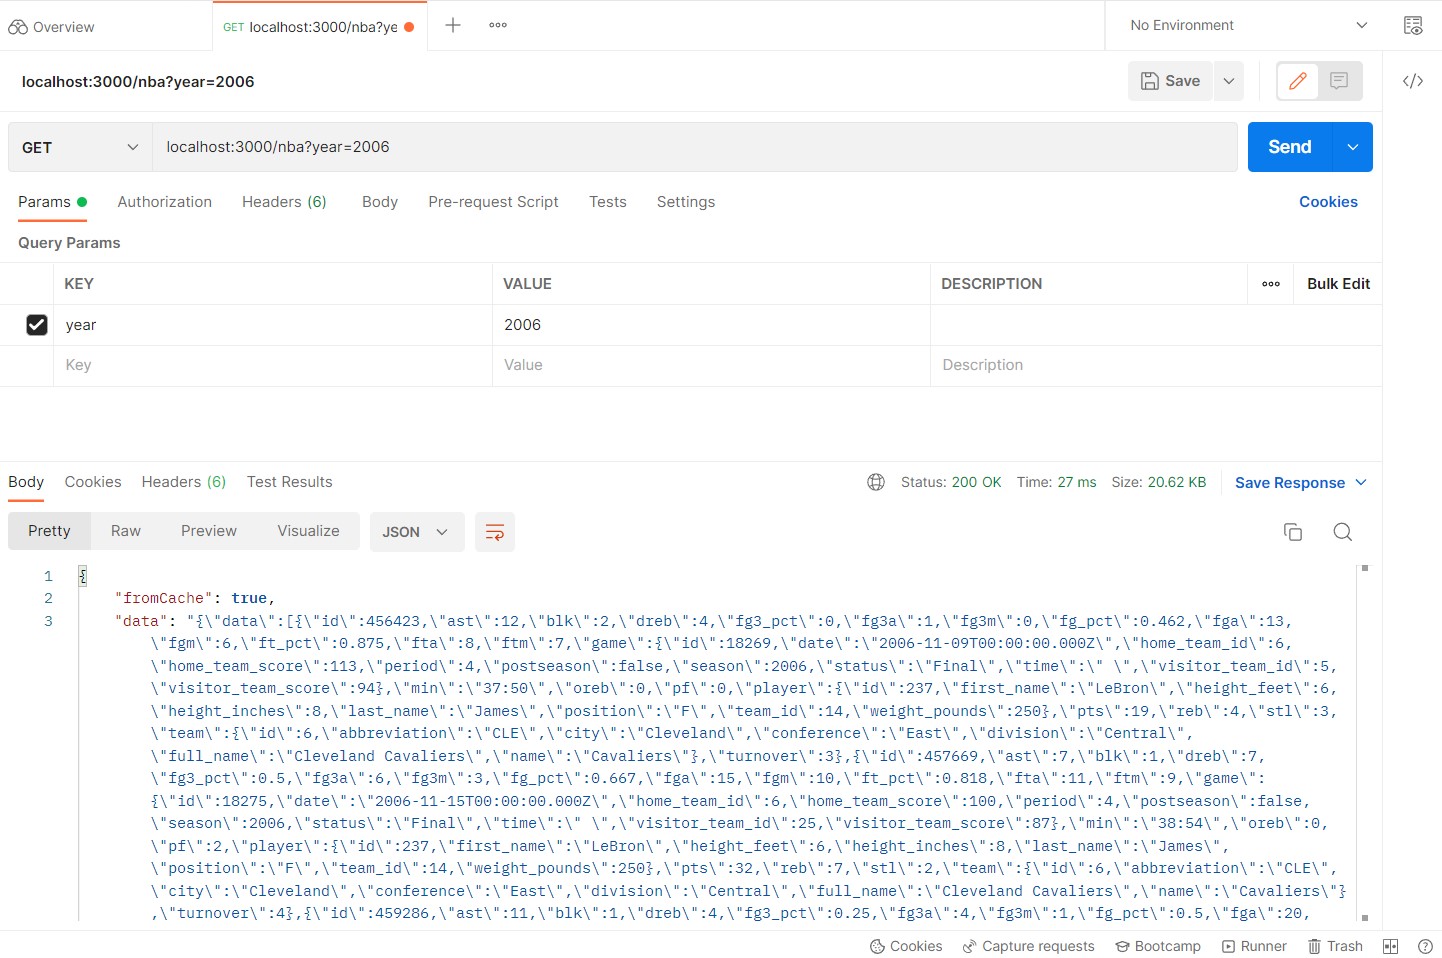 Overview GET localhost:3000/nba?ye No Environment
localhost:3000/nba?year=2006 Save
GET localhost:3000/nba?year=2006 Send
Params Authorization Headers (6) Body Pre-request Script Tests Settings Cookies
Query Params
KEY VALUE DESCRIPTION Bulk Edit
year 2006
Key Value Description
Body Cookies Headers (6) Test Results Status: 200 OK Time: 27 ms Size: 20.62 KB Save Response
Pretty Raw Preview Visualize JSON
1 {
2 "fromCache": true,
3 "data": "{\"data\":[{\"id\":456423,\"ast\":12,\"blk\":2,\"dreb\":4,\"fg3_pct\":0,\"fg3a\":1,\"fg3m\":0,\"fg_pct\":0.462,\"fga\":13,
\"fgm\":6,\"ft_pct\":0.875,\"fta\":8,\"ftm\":7,\"game\":{\"id\":18269,\"date\":\"2006-11-09T00:00:00.000Z\",\"home_team_id\":6,
\"home_team_score\":113,\"period\":4,\"postseason\":false,\"season\":2006,\"status\":\"Final\",\"time\":\" \",\"visitor_team_id\":5,
\"visitor_team_score\":94},\"min\":\"37:50\",\"oreb\":0,\"pf\":0,\"player\":{\"id\":237,\"first_name\":\"LeBron\",\"height_feet\":6,
\"height_inches\":8,\"last_name\":\"James\",\"position\":\"F\",\"team_id\":14,\"weight_pounds\":250},\"pts\":19,\"reb\":4,\"stl\":3,
\"team\":{\"id\":6,\"abbreviation\":\"CLE\",\"city\":\"Cleveland\",\"conference\":\"East\",\"division\":\"Central\",
\"full_name\":\"Cleveland Cavaliers\",\"name\":\"Cavaliers\"},\"turnover\":3},{\"id\":457669,\"ast\":7,\"blk\":1,\"dreb\":7,
\"fg3_pct\":0.5,\"fg3a\":6,\"fg3m\":3,\"fg_pct\":0.667,\"fga\":15,\"fgm\":10,\"ft_pct\":0.818,\"fta\":11,\"ftm\":9,\"game\":
{\"id\":18275,\"date\":\"2006-11-15T00:00:00.000Z\",\"home_team_id\":6,\"home_team_score\":100,\"period\":4,\"postseason\":false,
\"season\":2006,\"status\":\"Final\",\"time\":\" \",\"visitor_team_id\":25,\"visitor_team_score\":87},\"min\":\"38:54\",\"oreb\":0,
\"pf\":2,\"player\":{\"id\":237,\"first_name\":\"LeBron\",\"height_feet\":6,\"height_inches\":8,\"last_name\":\"James\",
\"position\":\"F\",\"team_id\":14,\"weight_pounds\":250},\"pts\":32,\"reb\":7,\"stl\":2,\"team\":{\"id\":6,\"abbreviation\":\"CLE\",
\"city\":\"Cleveland\",\"conference\":\"East\",\"division\":\"Central\",\"full_name\":\"Cleveland Cavaliers\",\"name\":\"Cavaliers\"}
,\"turnover\":4},{\"id\":459286,\"ast\":11,\"blk\":1,\"dreb\":4,\"fg3_pct\":0.25,\"fg3a\":4,\"fg3m\":1,\"fg_pct\":0.5,\"fga\":20,
Cookies Capture requests Bootcamp Runner Trash